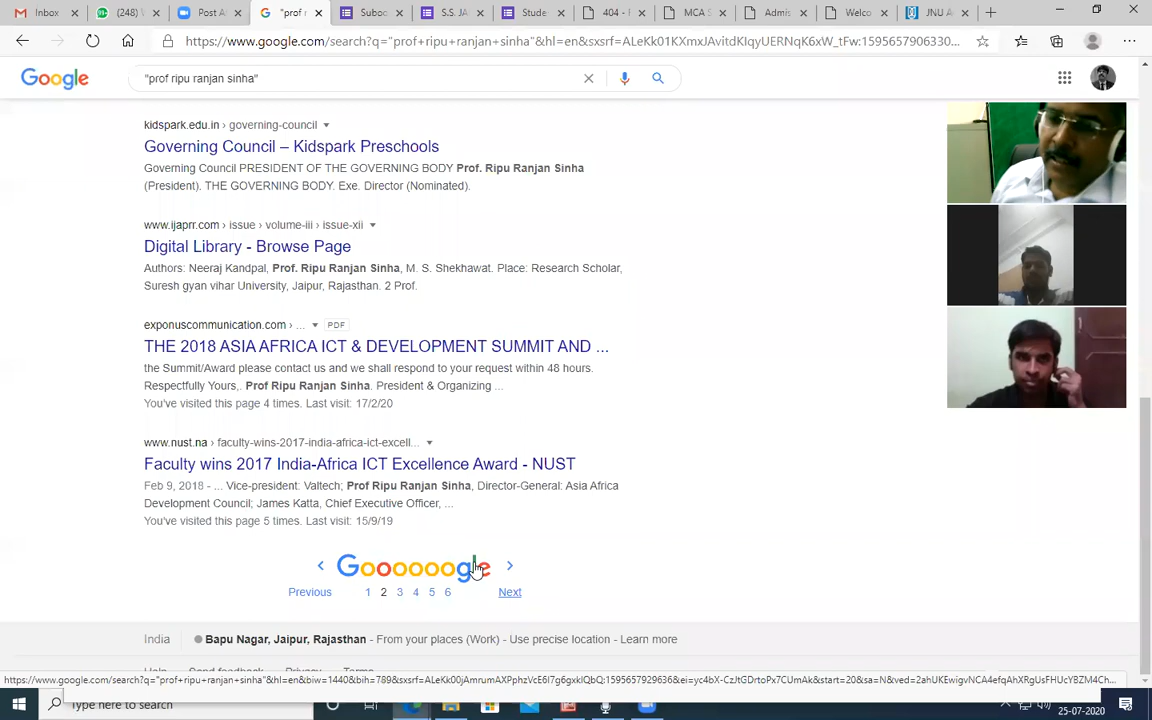 Inbox
(248) W
Post A
"prof r
Suboo
S.S. JA
Stude
404 -
MCA S
Admis
Welco
JNU A
https://www.google.com/search?q="prof+ripu+ranjan+sinha"&hl=en&sxsrf=ALeKk01KXmxJAvitdKIqyUERNqK6xW_tFw:1595657906330...
Google
"prof ripu ranjan sinha"
kidspark.edu.in › governing-council
Governing Council – Kidspark Preschools
Governing Council PRESIDENT OF THE GOVERNING BODY Prof. Ripu Ranjan Sinha
(President). THE GOVERNING BODY. Exe. Director (Nominated).
www.ijaprr.com › issue › volume-iii › issue-xii
Digital Library - Browse Page
Authors: Neeraj Kandpal, Prof. Ripu Ranjan Sinha, M. S. Shekhawat. Place: Research Scholar,
Suresh gyan vihar University, Jaipur, Rajasthan. 2 Prof.
exponuscommunication.com › ... PDF
THE 2018 ASIA AFRICA ICT & DEVELOPMENT SUMMIT AND ...
the Summit/Award please contact us and we shall respond to your request within 48 hours.
Respectfully Yours,. Prof Ripu Ranjan Sinha. President & Organizing ...
You've visited this page 4 times. Last visit: 17/2/20
www.nust.na › faculty-wins-2017-india-africa-ict-excell...
Faculty wins 2017 India-Africa ICT Excellence Award - NUST
Feb 9, 2018 - ... Vice-president: Valtech; Prof Ripu Ranjan Sinha, Director-General: Asia Africa
Development Council; James Katta, Chief Executive Officer, ...
You've visited this page 5 times. Last visit: 15/9/19
Goooooogle
Previous 1 2 3 4 5 6 Next
India Bapu Nagar, Jaipur, Rajasthan - From your places (Work) - Use precise location - Learn more
Help Send feedback Privacy Terms
Type here to search
25-07-2020